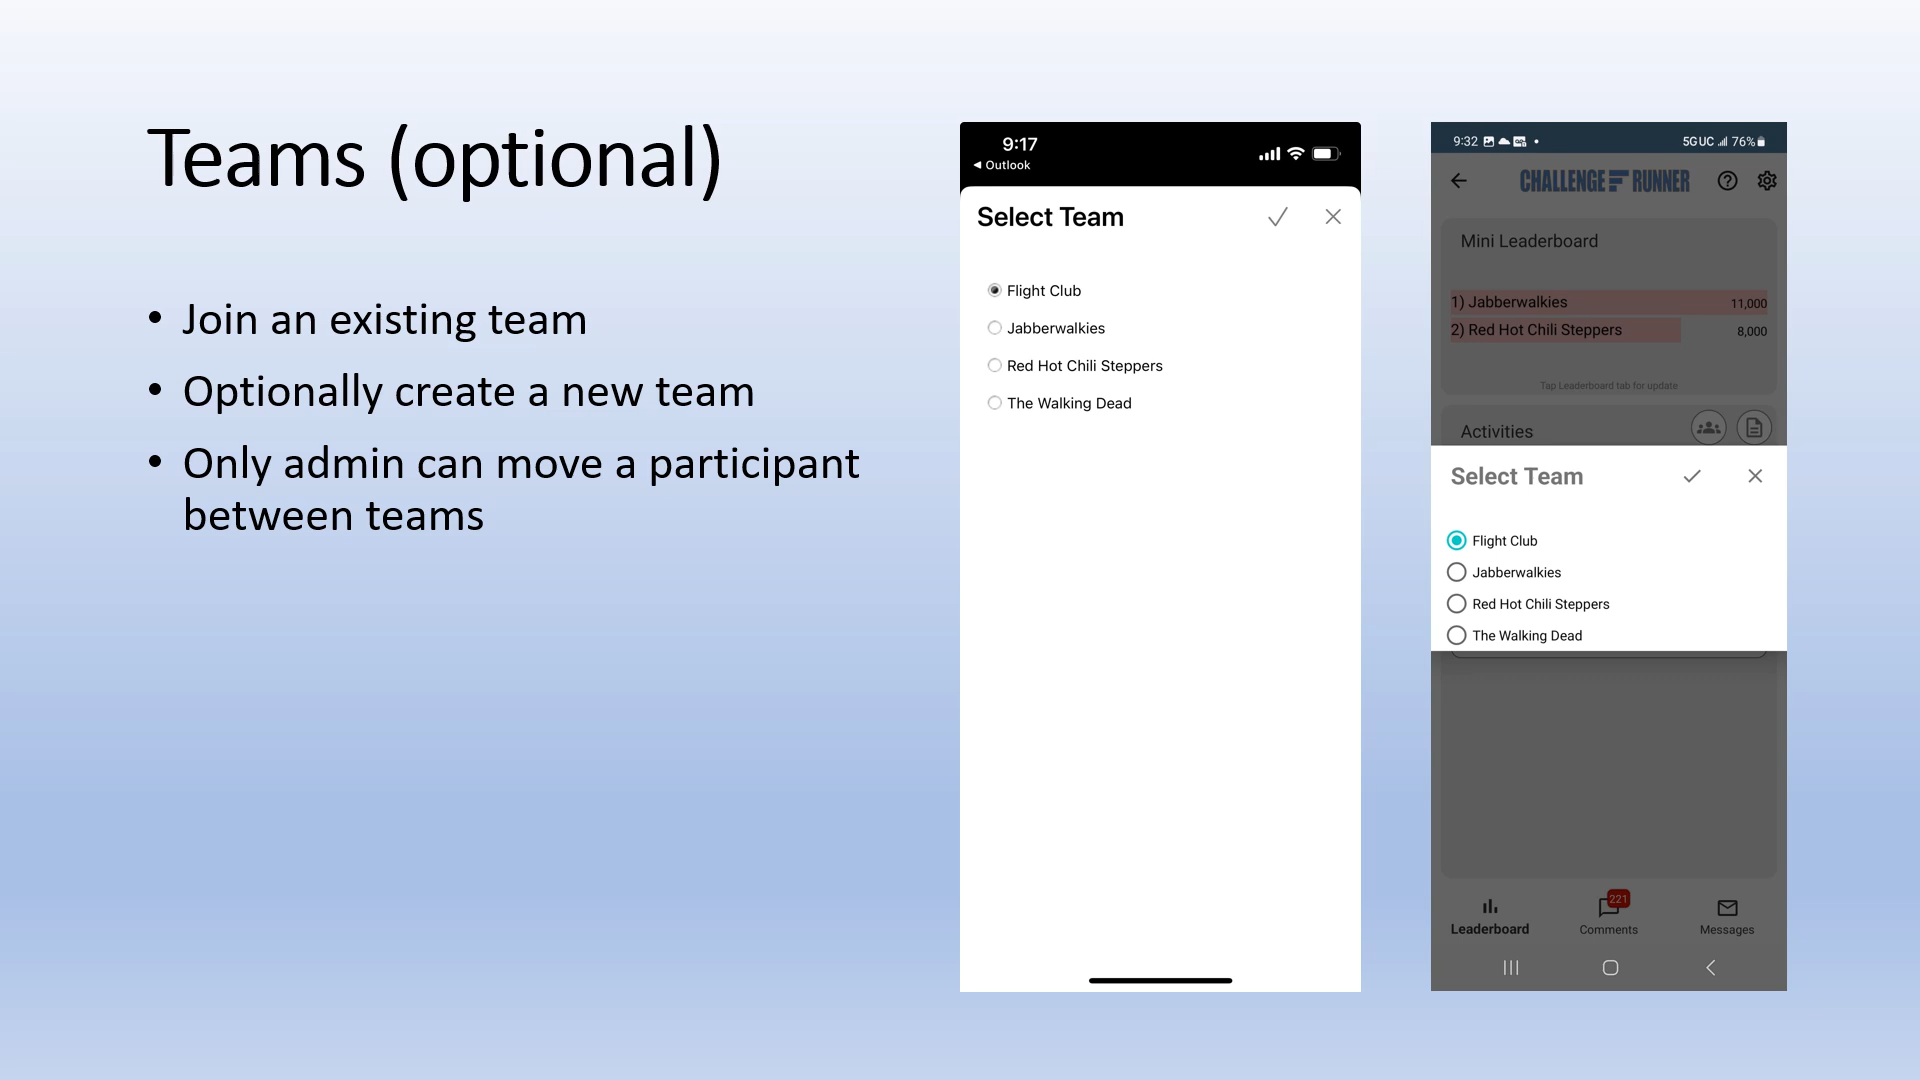 Teams (optional)
• Join an existing team
• Optionally create a new team
• Only admin can move a participant
between teams
9:17
◀ Outlook
Select Team
Flight Club
Jabberwalkies
Red Hot Chili Steppers
The Walking Dead
9:32
5G UC 76%
CHALLENGE RUNNER
Mini Leaderboard
1) Jabberwalkies 11,000
2) Red Hot Chili Steppers 8,000
Tap Leaderboard tab for update
Activities
Select Team
Flight Club
Jabberwalkies
Red Hot Chili Steppers
The Walking Dead
221
Leaderboard Comments Messages